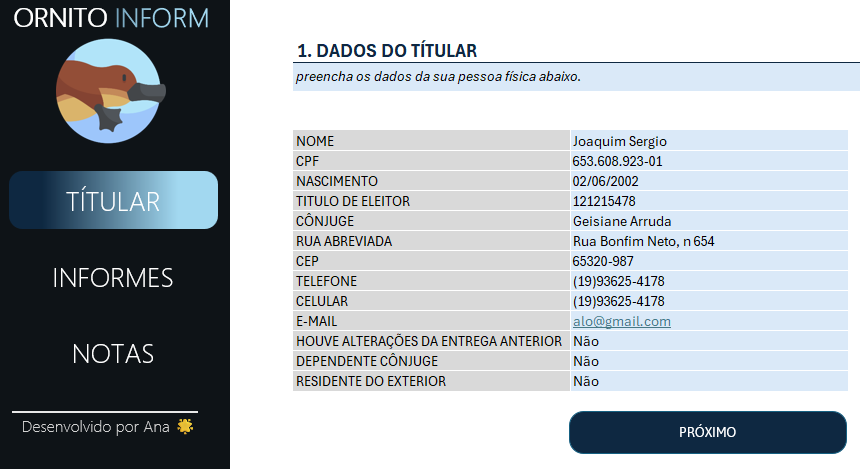 ORNITO INFORM
TÍTULAR
INFORMES
NOTAS
Desenvolvido por Ana
1. DADOS DO TÍTULAR
preencha os dados da sua pessoa física abaixo.
NOME Joaquim Sergio
CPF 653.608.923-01
NASCIMENTO 02/06/2002
TITULO DE ELEITOR 121215478
CÔNJUGE Geisiane Arruda
RUA ABREVIADA Rua Bonfim Neto, n 654
CEP 65320-987
TELEFONE (19)93625-4178
CELULAR (19)93625-4178
E-MAIL alo@gmail.com
HOUVE ALTERAÇÕES DA ENTREGA ANTERIOR Não
DEPENDENTE CÔNJUGE Não
RESIDENTE DO EXTERIOR Não
PRÓXIMO